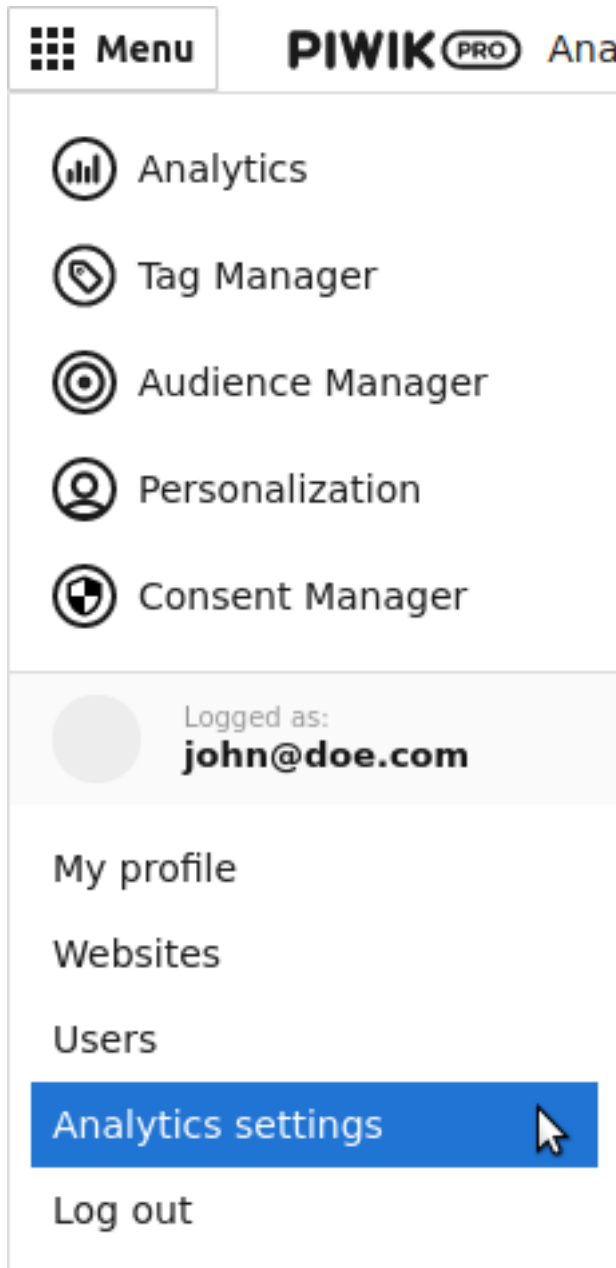 Menu
PIWIK PRO Ana
Analytics
Tag Manager
Audience Manager
Personalization
Consent Manager
Logged as:
john@doe.com
My profile
Websites
Users
Analytics settings
Log out